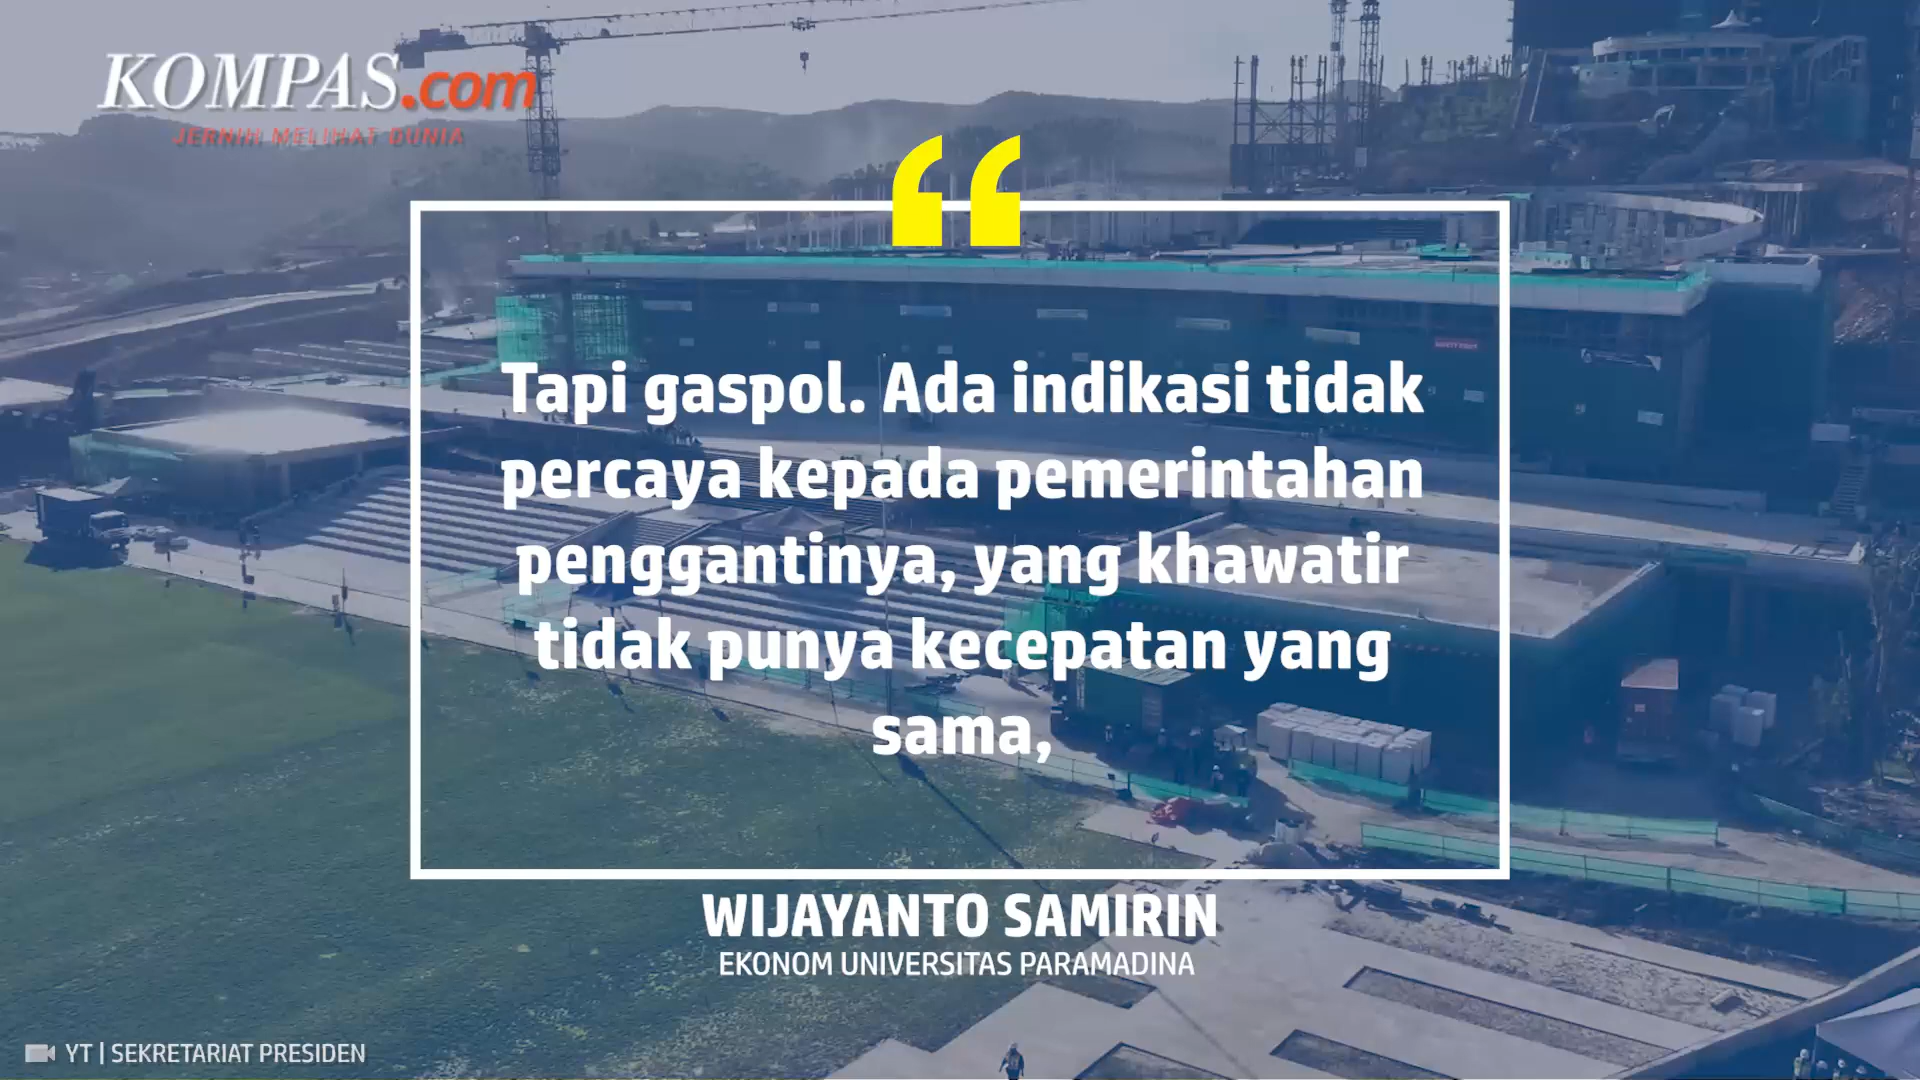 KOMPAS.com
JERNIH MELIHAT DUNIA
Tapi gaspol. Ada indikasi tidak
percaya kepada pemerintahan
penggantinya, yang khawatir
tidak punya kecepatan yang
sama,
WIJAYANTO SAMIRIN
EKONOM UNIVERSITAS PARAMADINA
YT | SEKRETARIAT PRESIDEN